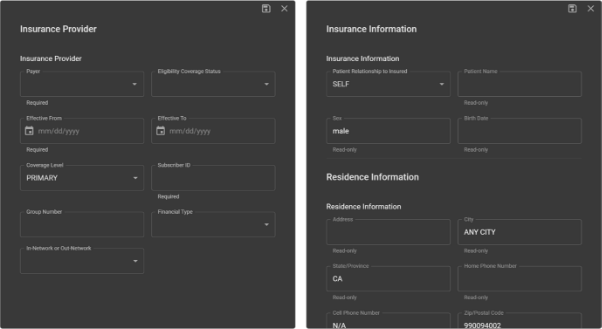 Insurance Provider
Insurance Provider
Payer
Eligibility Coverage Status
Required
Effective From
Effective To
mm/dd/yyyy
mm/dd/yyyy
Required
Coverage Level
Subscriber ID
PRIMARY
Required
Group Number
Financial Type
In-Network or Out-Network
Insurance Information
Insurance Information
Patient Relationship to Insured
Patient Name
SELF
Read-only
Sex
Birth Date
male
Read-only
Read-only
Residence Information
Residence Information
Address
City
ANY CITY
Read-only
Read-only
State/Province
Home Phone Number
CA
Read-only
Read-only
Cell Phone Number
Zip/Postal Code
N/A
990094002